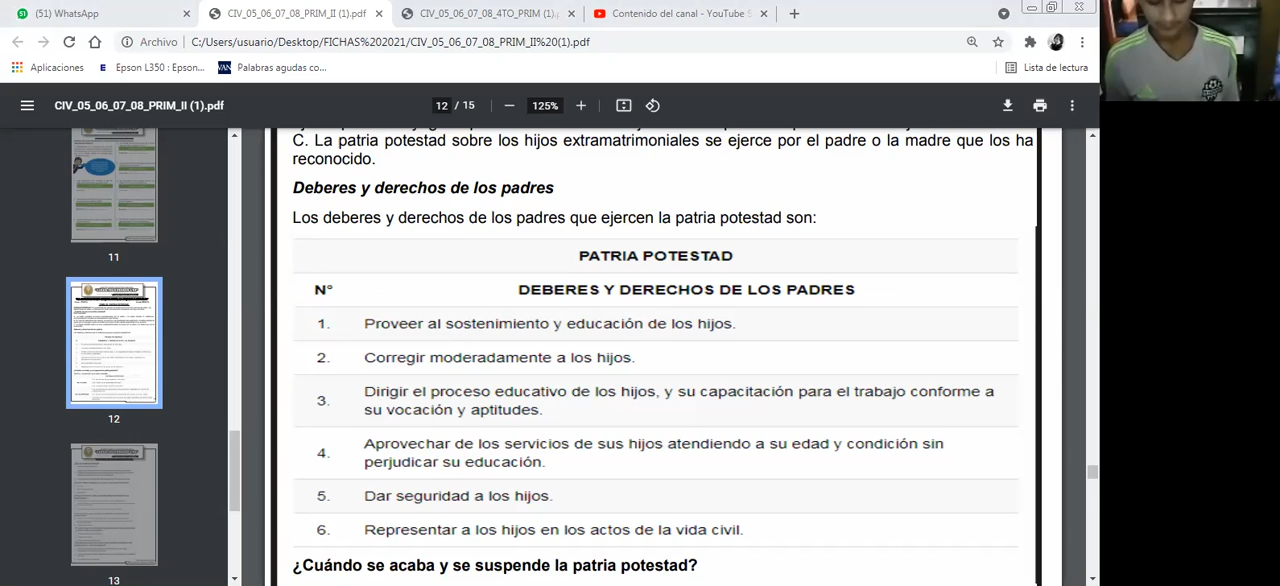 (51) WhatsApp
CIV_05_06_07_08_PRIM_II (1).pdf
CIV_05_06_07_08_4TO_PRIM (1).
Contenido del canal - YouTube S
Archivo
C:/Users/usuario/Desktop/FICHAS%202021/CIV_05_06_07_08_PRIM_II%20(1).pdf
Aplicaciones
Epson L350 : Epson...
Palabras agudas co...
Lista de lectura
CIV_05_06_07_08_PRIM_II (1).pdf
12 / 15
125%
C. La patria potestad sobre los hijos extramatrimoniales se ejerce por el padre o la madre que los ha
reconocido.
Deberes y derechos de los padres
Los deberes y derechos de los padres que ejercen la patria potestad son:
PATRIA POTESTAD
N° DEBERES Y DERECHOS DE LOS PADRES
1. Proveer al sostenimiento y educación de los hijos.
2. Corregir moderadamente a los hijos.
3. Dirigir el proceso educativo de los hijos, y su capacitación para el trabajo conforme a
su vocación y aptitudes.
4. Aprovechar de los servicios de sus hijos atendiendo a su edad y condición sin
perjudicar su educación.
5. Dar seguridad a los hijos.
6. Representar a los hijos en los actos de la vida civil.
¿Cuándo se acaba y se suspende la patria potestad?
11
12
13